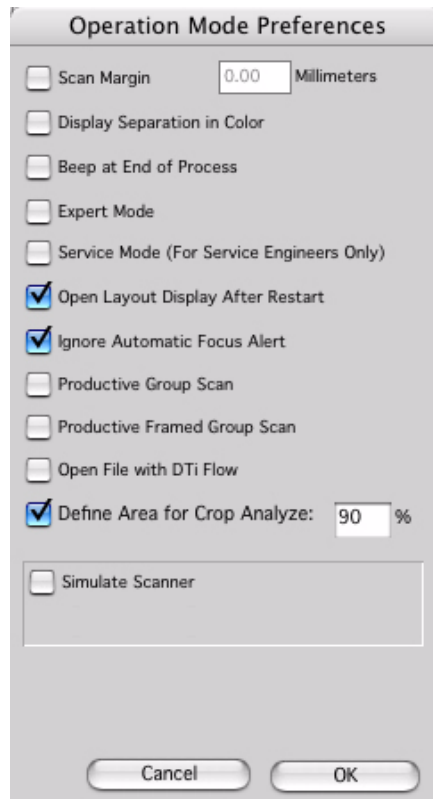 Operation Mode Preferences
Scan Margin 0.00 Millimeters
Display Separation in Color
Beep at End of Process
Expert Mode
Service Mode (For Service Engineers Only)
Open Layout Display After Restart
Ignore Automatic Focus Alert
Productive Group Scan
Productive Framed Group Scan
Open File with DTi Flow
Define Area for Crop Analyze: 90 %
Simulate Scanner
Cancel OK